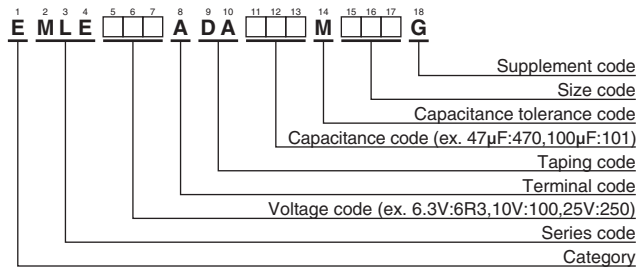 1 2 3 4 5 6 7 8 9 10 11 12 13 14 15 16 17 18
E MLE A DA M G
Supplement code
Size code
Capacitance tolerance code
Capacitance code (ex. 47µF:470,100µF:101)
Taping code
Terminal code
Voltage code (ex. 6.3V:6R3,10V:100,25V:250)
Series code
Category